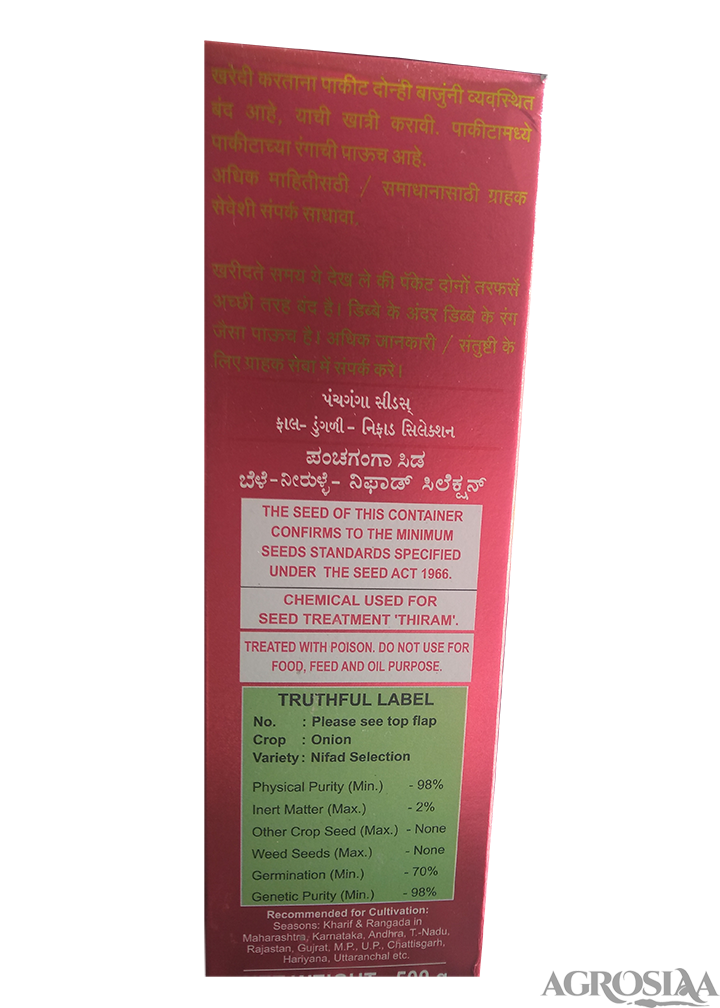 खरेदी करताना पाकीट दोन्ही बाजुंनी व्यवस्थित
बंद आहे, याची खात्री करावी. पाकीटामध्ये
पाकीटाच्या रंगाची प्राऊच आहे.
अधिक माहितीसठी / समाधानासाठी ग्राहक
सेवेशी संपर्क साधावा.
खरीदते समय ये देख ले की पॅकेट दोनों तरफसें
अच्छी तरह बंद है। डिब्बे के अंदर डिब्बे के रंग
जैसा पाऊच है। अधिक जानकारी / संतुष्टी के
लिए ग्राहक सेवा में संपर्क करे।
પંચગંગા સીડસ્
ફાલ- ડુંગળી - નિફાડ સિલેક્શન
ಪಂಚಗಂಗಾ ಸಿಡ
ಬೆಳೆ-ನೀರುಳ್ಳೆ- ನಿಫಾಡ್ ಸಿಲೆಕ್ಷನ್
THE SEED OF THIS CONTAINER
CONFIRMS TO THE MINIMUM
SEEDS STANDARDS SPECIFIED
UNDER THE SEED ACT 1966.
CHEMICAL USED FOR
SEED TREATMENT 'THIRAM'.
TREATED WITH POISON. DO NOT USE FOR
FOOD, FEED AND OIL PURPOSE.
TRUTHFUL LABEL
No. : Please see top flap
Crop : Onion
Variety : Nifad Selection
Physical Purity (Min.) - 98%
Inert Matter (Max.) - 2%
Other Crop Seed (Max.) - None
Weed Seeds (Max.) - None
Germination (Min.) - 70%
Genetic Purity (Min.) - 98%
Recommended for Cultivation:
Seasons: Kharif & Rangada in
Maharashtra, Karnataka, Andhra, T.-Nadu,
Rajastan, Gujrat, M.P., U.P., Chattisgarh,
Hariyana, Uttaranchal etc.
500 g
AGROSIAA